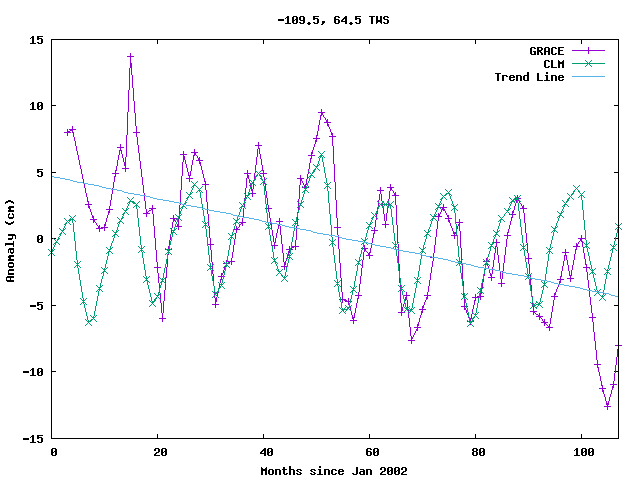 -109.5, 64.5 TWS
GRACE
CLM
Trend Line
15
10
5
0
-5
-10
-15
Anomaly (cm)
0 20 40 60 80 100
Months since Jan 2002